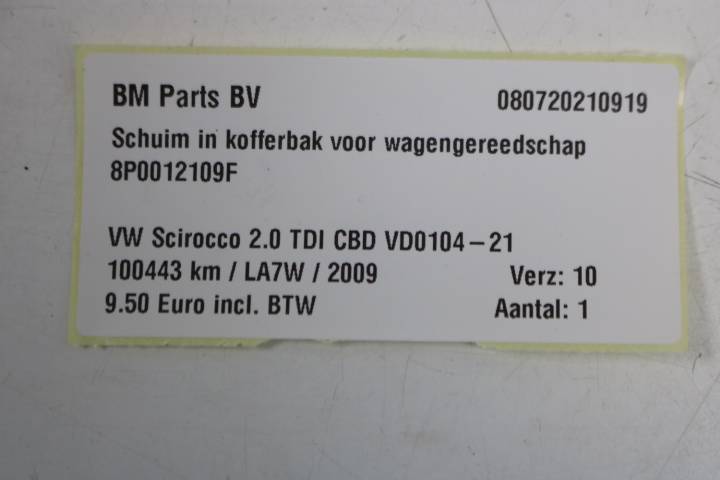 BM Parts BV 080720210919
Schuim in kofferbak voor wagengereedschap
8P0012109F
VW Scirocco 2.0 TDI CBD VD0104-21
100443 km / LA7W / 2009 Verz: 10
9.50 Euro incl. BTW Aantal: 1